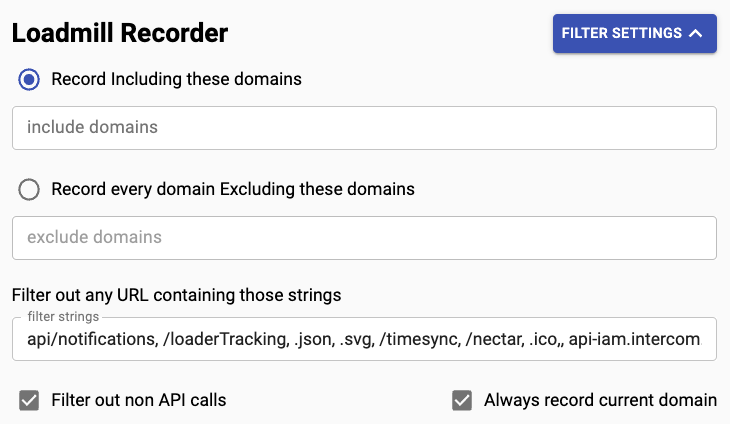 Loadmill Recorder
FILTER SETTINGS
Record Including these domains
include domains
Record every domain Excluding these domains
exclude domains
Filter out any URL containing those strings
filter strings
api/notifications, /loaderTracking, .json, .svg, /timesync, /nectar, .ico,, api-iam.intercom.
Filter out non API calls
Always record current domain